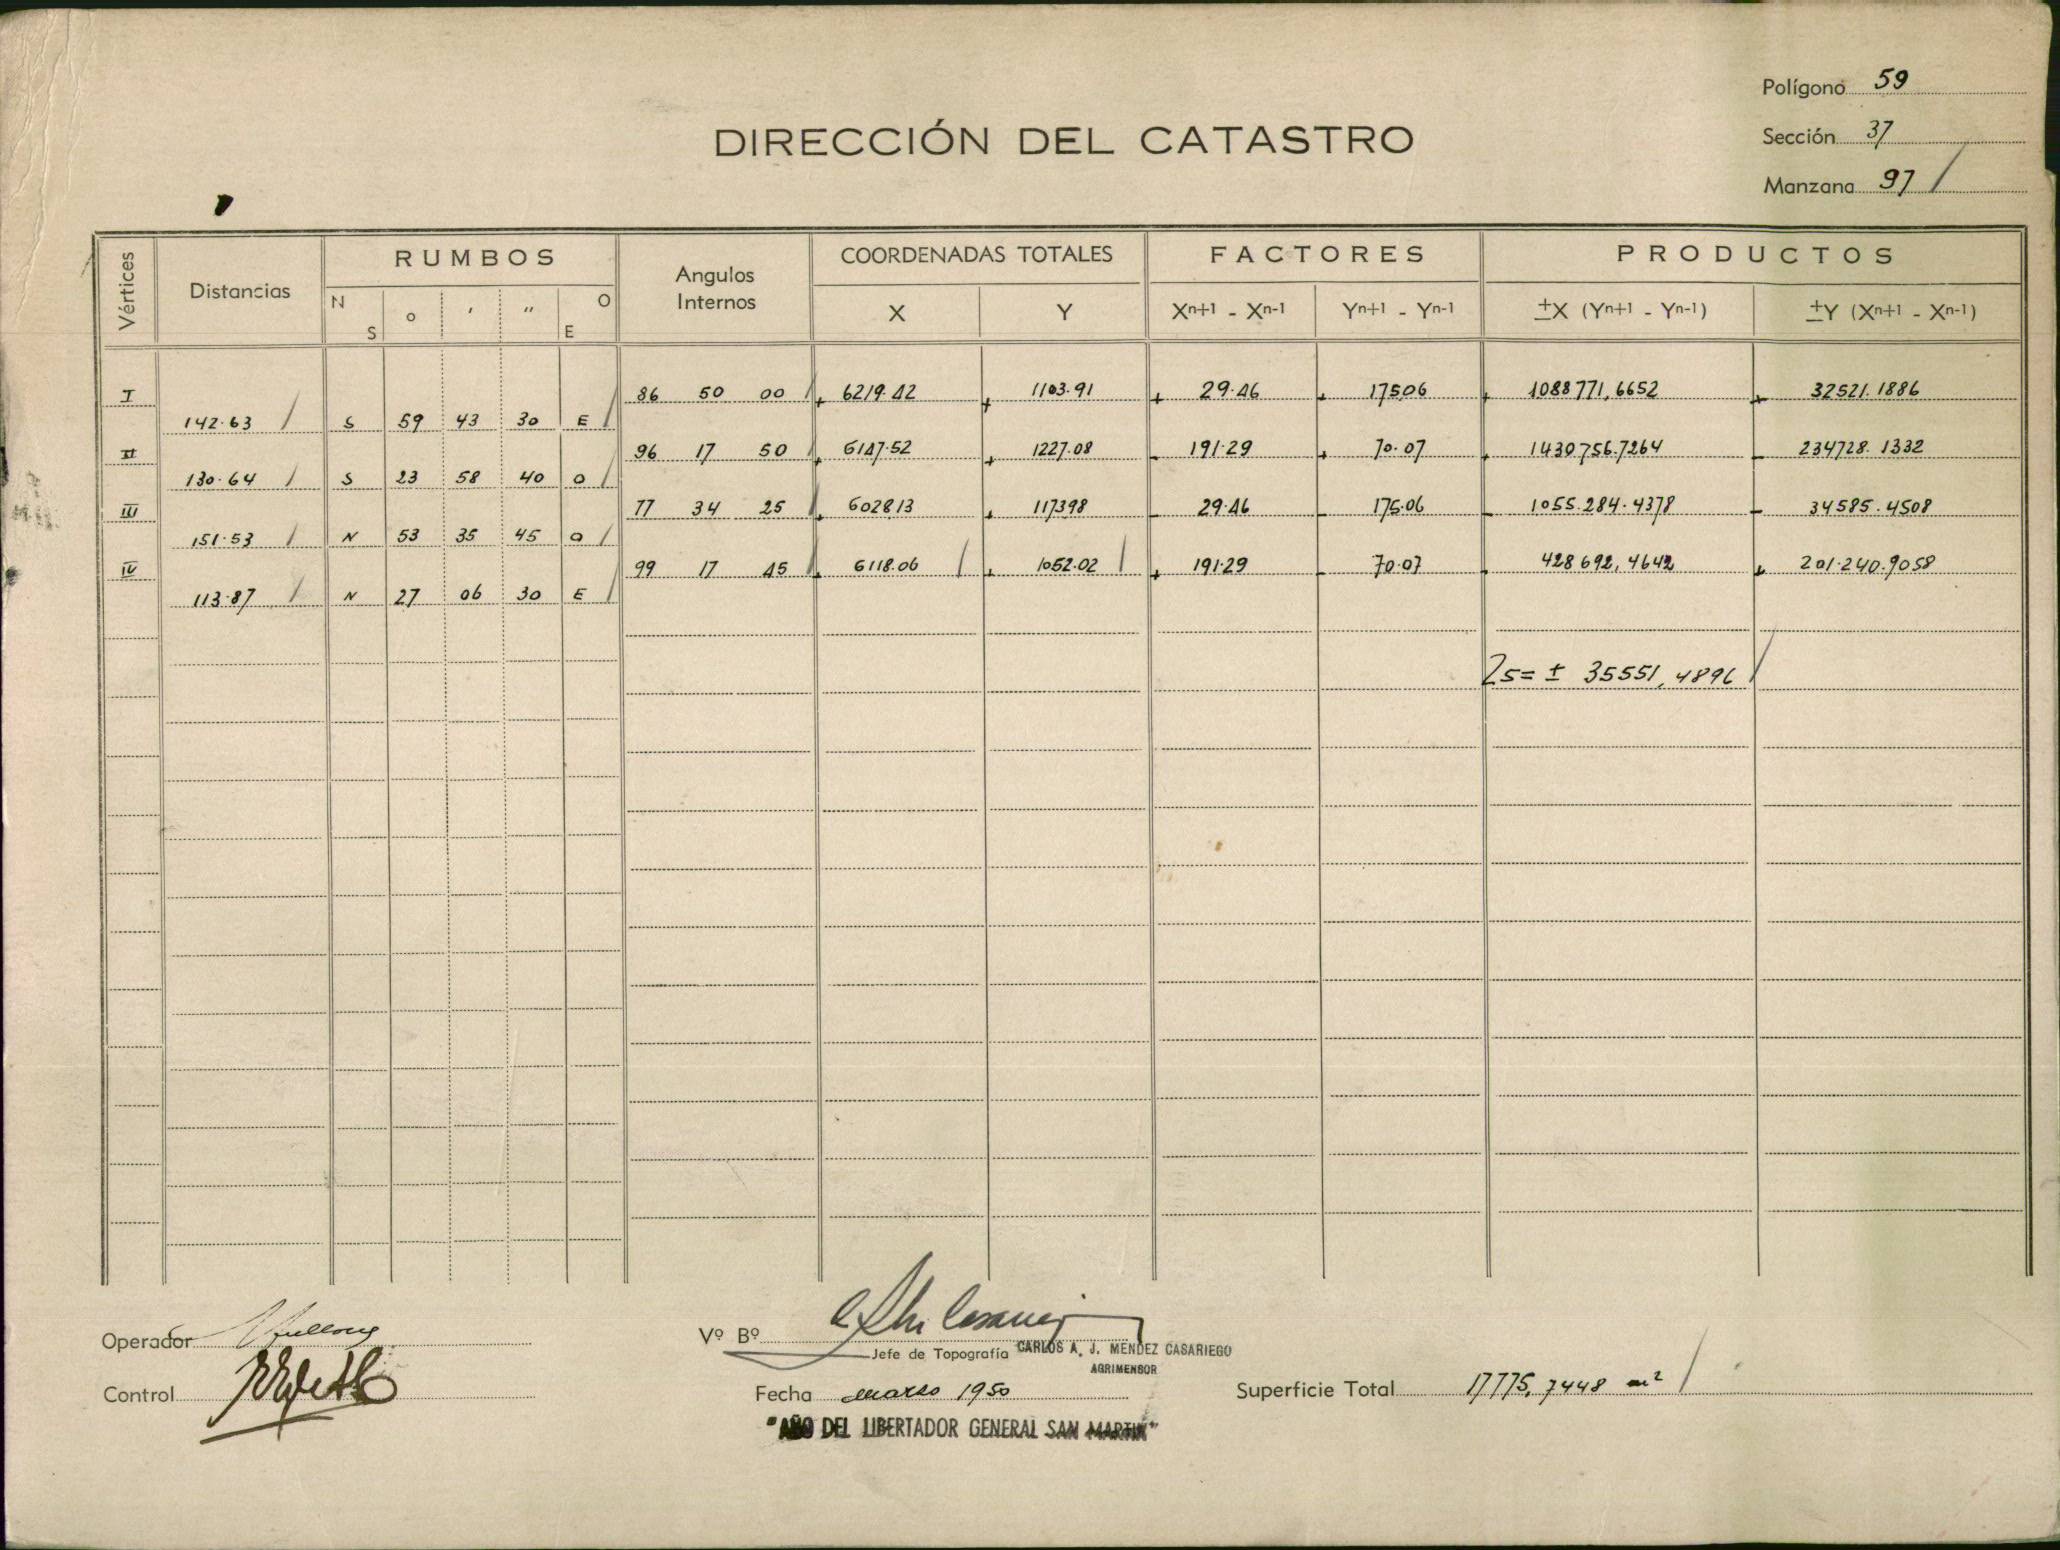 Polígono 59
DIRECCIÓN DEL CATASTRO
Sección 37
Manzana 97 /
Vértices Distancias RUMBOS Angulos Internos COORDENADAS TOTALES FACTORES PRODUCTOS
N S o ' " O E X Y Xⁿ⁺¹ - Xⁿ⁻¹ Yⁿ⁺¹ - Yⁿ⁻¹ ±X (Yⁿ⁺¹ - Yⁿ⁻¹) ±Y (Xⁿ⁺¹ - Xⁿ⁻¹)
I 86 50 00 / + 6219.42 + 1103.91 + 29.46 + 175.06 + 1088771,6652 + 32521.1886
142.63 / S 59 43 30 E /
II 96 17 50 / + 6147.52 + 1227.08 - 191.29 + 70.07 + 430756.7264 - 234728.1332
130.64 / S 23 58 40 O /
III 77 34 25 / + 6028.13 + 1173.98 - 29.46 - 175.06 - 1055.284.4378 - 34585.4508
151.53 / N 53 35 45 O /
IV 99 17 45 / + 6118.06 / + 1052.02 / + 191.29 - 70.07 - 428692,4642 + 201.240.9058
113.87 / N 27 06 30 E /
2S = ± 35551,4896 /
Operador
Vº Bº
Jefe de Topografía CARLOS A. J. MENDEZ CASARIEGO
AGRIMENSOR
Control
Fecha marzo 1950
Superficie Total 17775,7448 m² /
"AÑO DEL LIBERTADOR GENERAL SAN MARTIN"